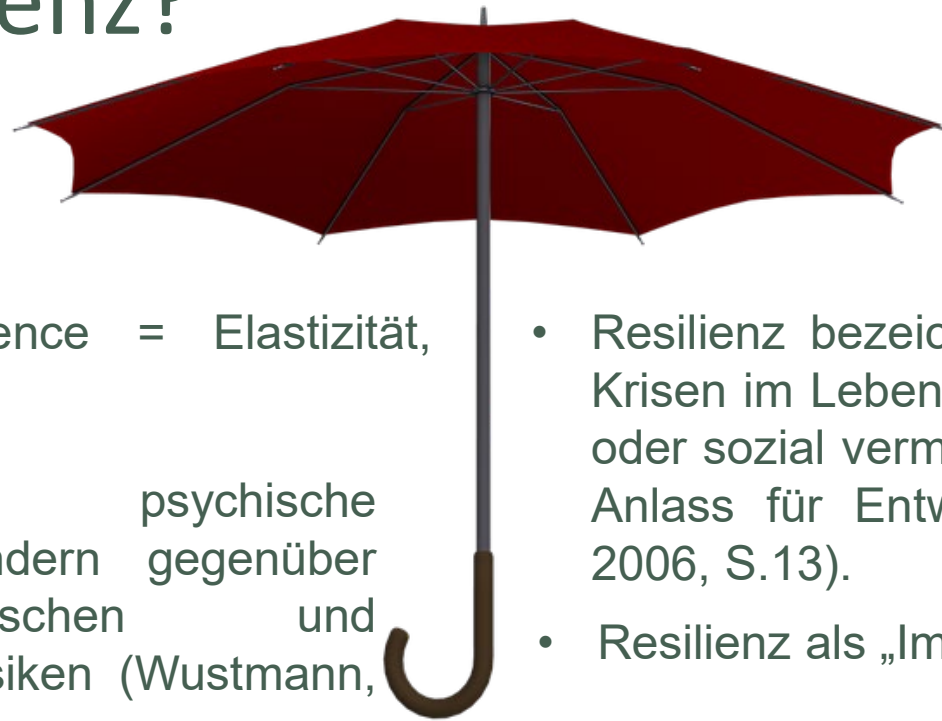 enz?
ence = Elastizität,
psychische
ndern gegenüber
schen und
siken (Wustmann,
• Resilienz bezeic
Krisen im Leben
oder sozial verm
Anlass für Entw
2006, S.13).
• Resilienz als „Im